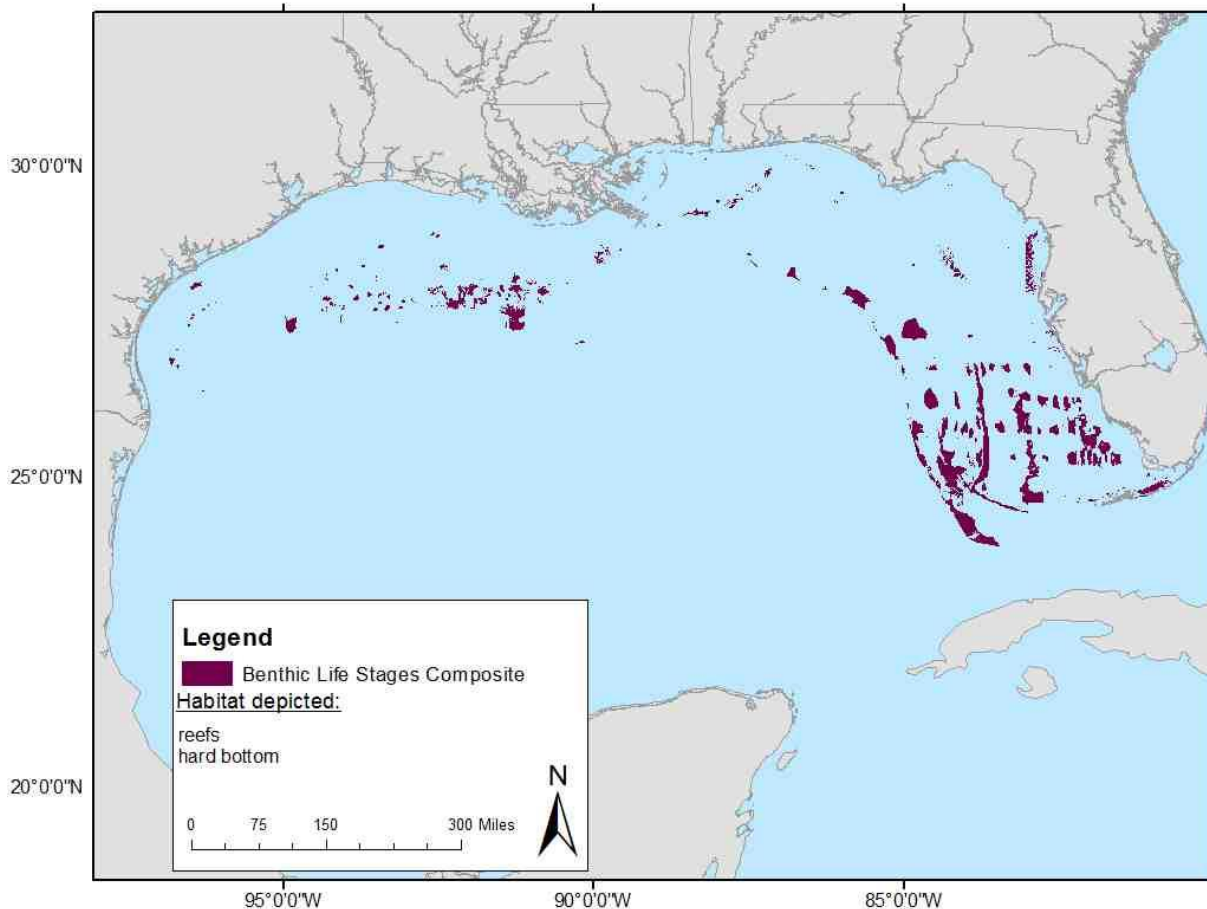 30°0'0"N
25°0'0"N
20°0'0"N
Legend
Benthic Life Stages Composite
Habitat depicted:
reefs
hard bottom
N
0 75 150 300 Miles
95°0'0"W 90°0'0"W 85°0'0"W